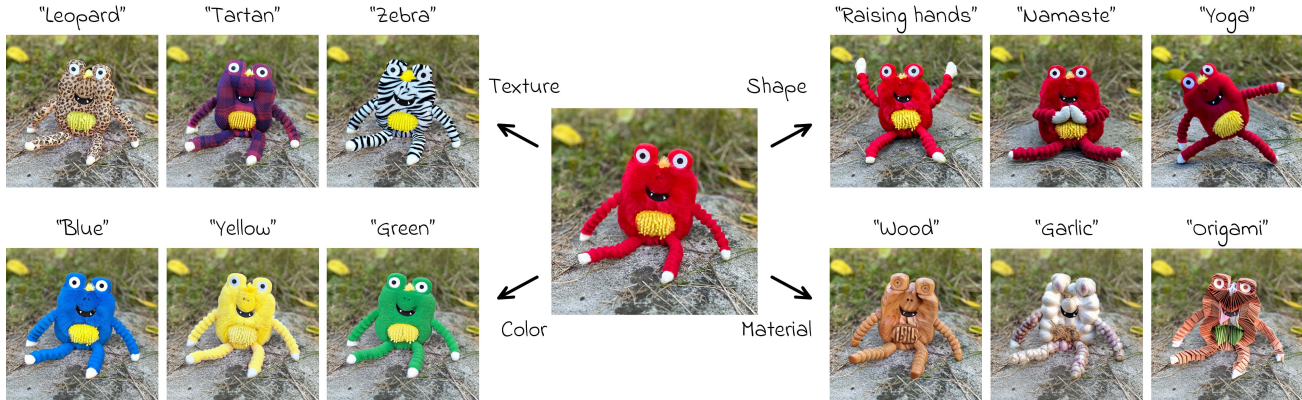 "Leopard" "Tartan" "Zebra" "Raising hands" "Namaste" "Yoga"
Texture Shape
"Blue" "Yellow" "Green" "Wood" "Garlic" "Origami"
Color Material